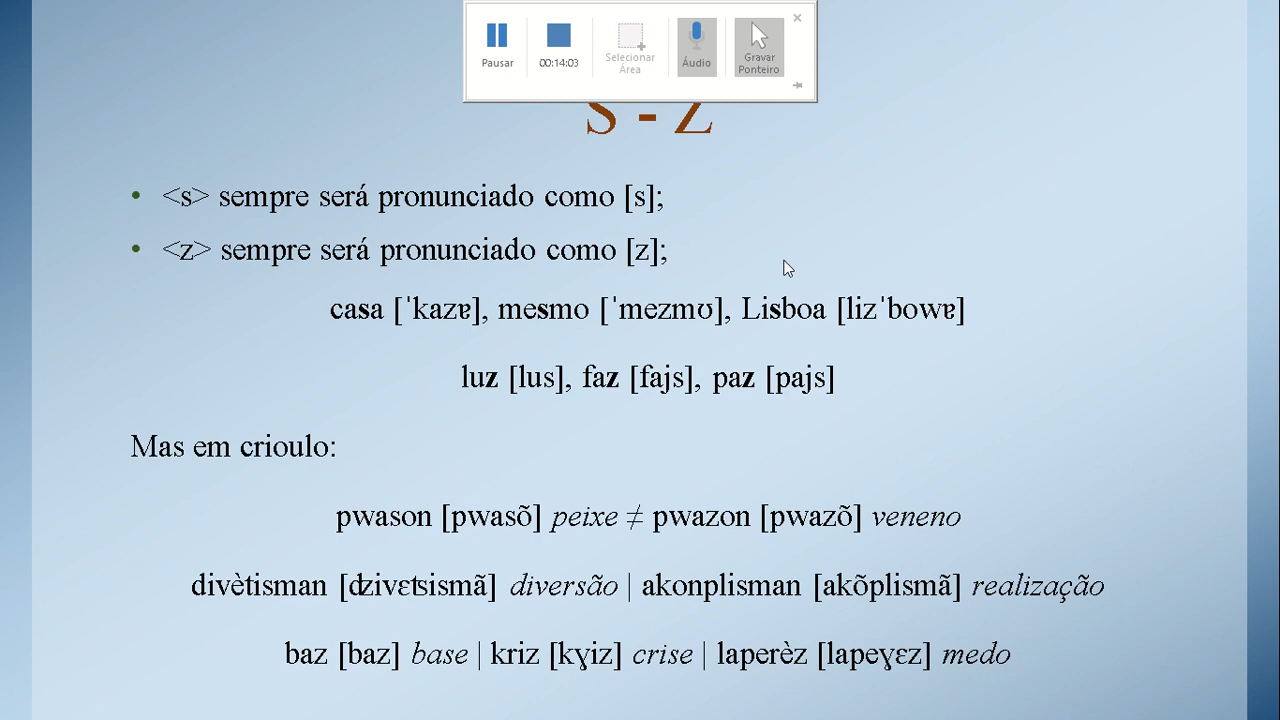 Pausar
00:14:03
Selecionar
Área
Áudio
Gravar
Ponteiro
S - Z
• <s> sempre será pronunciado como [s];
• <z> sempre será pronunciado como [z];
casa [ˈkazɐ], mesmo [ˈmezmʊ], Lisboa [lizˈbowɐ]
luz [lus], faz [fajs], paz [pajs]
Mas em crioulo:
pwason [pwasõ] peixe ≠ pwazon [pwazõ] veneno
divètisman [ʣivɛʦismã] diversão | akonplisman [akõplismã] realização
baz [baz] base | kriz [kɣiz] crise | laperèz [lapeɣɛz] medo